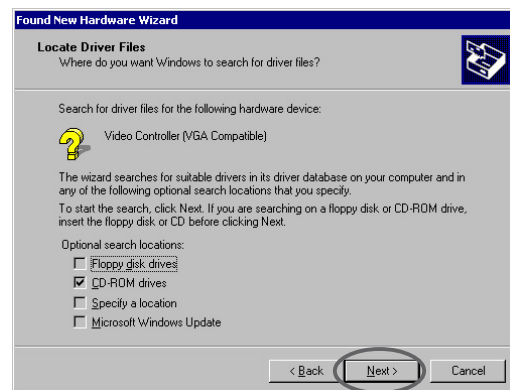 Found New Hardware Wizard
Locate Driver Files
Where do you want Windows to search for driver files?
Search for driver files for the following hardware device:
Video Controller (VGA Compatible)
The wizard searches for suitable drivers in its driver database on your computer and in
any of the following optional search locations that you specify.
To start the search, click Next. If you are searching on a floppy disk or CD-ROM drive,
insert the floppy disk or CD before clicking Next.
Optional search locations:
Floppy disk drives
CD-ROM drives
Specify a location
Microsoft Windows Update
< Back Next > Cancel